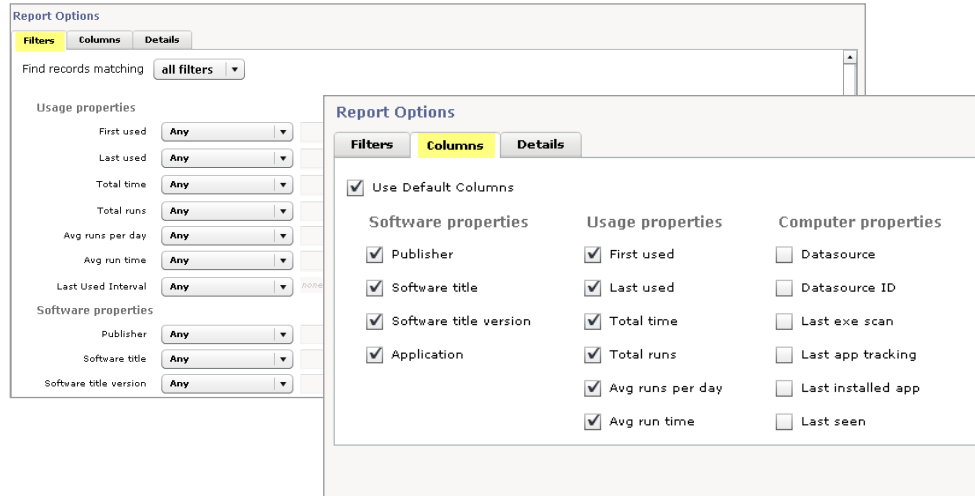 Report Options
Filters Columns Details
Find records matching all filters
Usage properties
First used Any
Last used Any
Total time Any
Total runs Any
Avg runs per day Any
Avg run time Any
Last Used Interval Any none
Software properties
Publisher Any
Software title Any
Software title version Any
Report Options
Filters Columns Details
Use Default Columns
Software properties Usage properties Computer properties
Publisher First used Datasource
Software title Last used Datasource ID
Software title version Total time Last exe scan
Application Total runs Last app tracking
Avg runs per day Last installed app
Avg run time Last seen